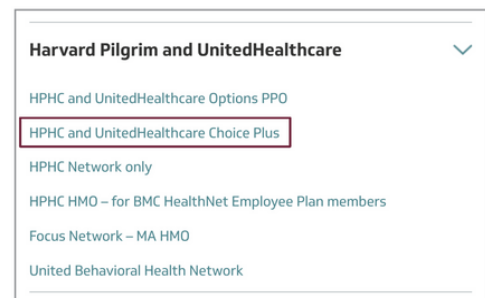 Harvard Pilgrim and UnitedHealthcare
HPHC and UnitedHealthcare Options PPO
HPHC and UnitedHealthcare Choice Plus
HPHC Network only
HPHC HMO – for BMC HealthNet Employee Plan members
Focus Network – MA HMO
United Behavioral Health Network